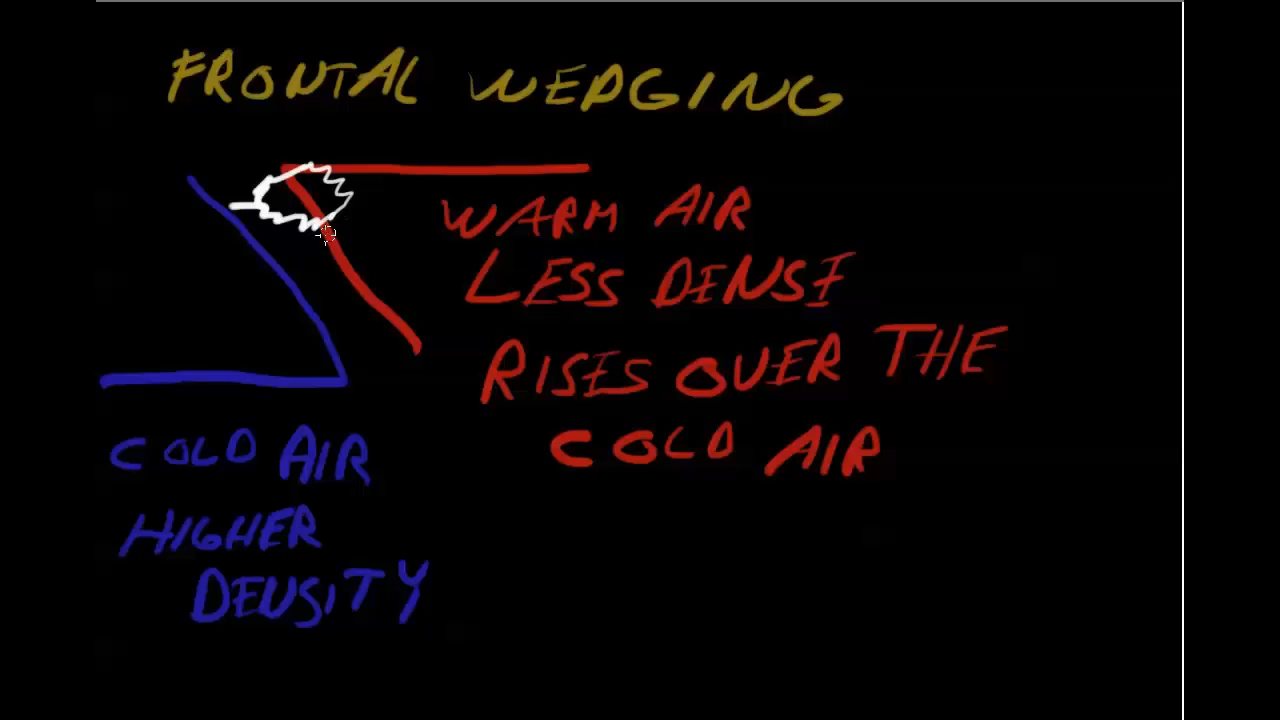 FRONTAL WEDGING
WARM AIR
LESS DENSE
RISES OVER THE
COLD AIR
COLD AIR
HIGHER
DENSITY